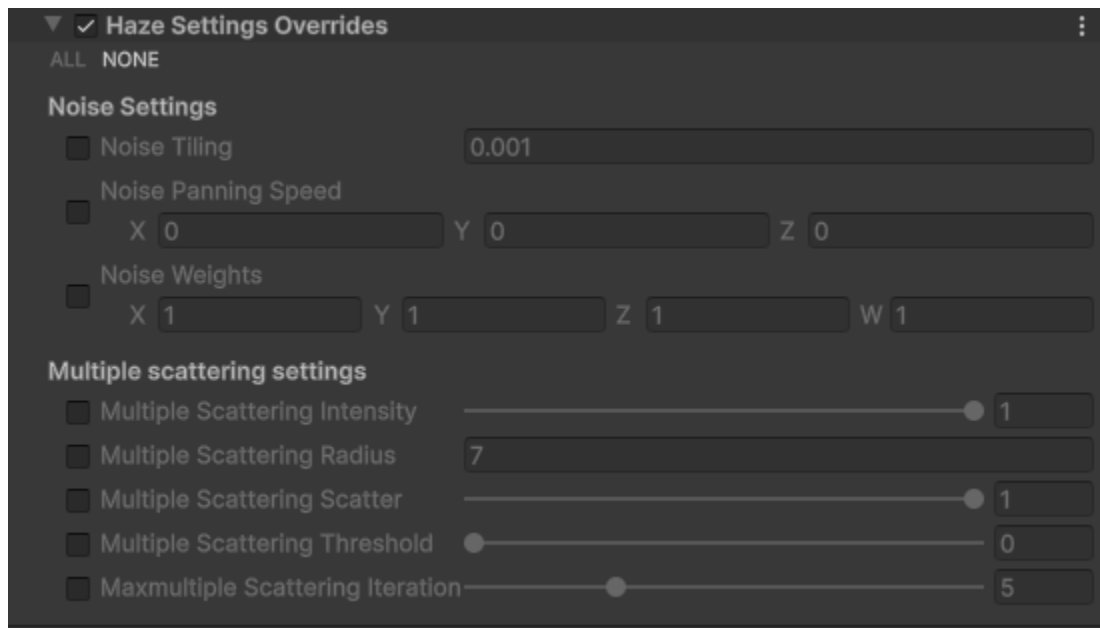 Haze Settings Overrides
ALL NONE
Noise Settings
Noise Tiling 0.001
Noise Panning Speed
X 0 Y 0 Z 0
Noise Weights
X 1 Y 1 Z 1 W 1
Multiple scattering settings
Multiple Scattering Intensity 1
Multiple Scattering Radius 7
Multiple Scattering Scatter 1
Multiple Scattering Threshold 0
Maxmultiple Scattering Iteration 5